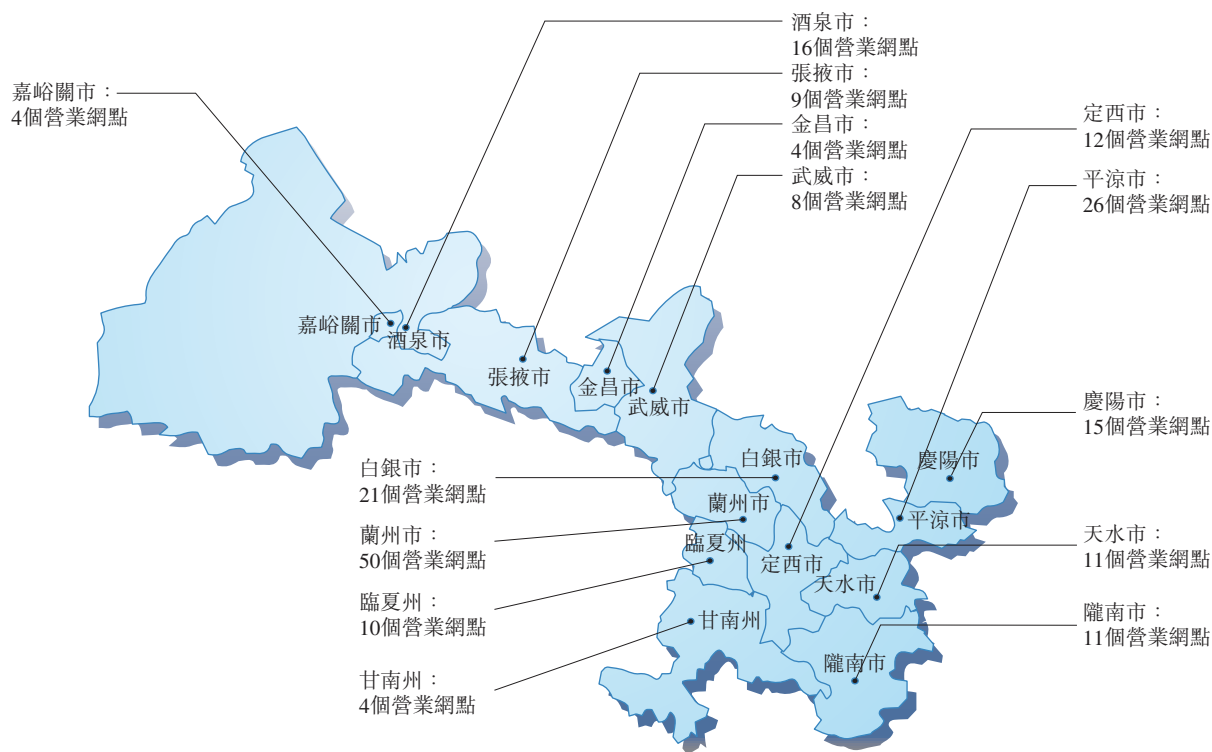 酒泉市：
16個營業網點
張掖市：
9個營業網點
金昌市：
4個營業網點
武威市：
8個營業網點
嘉峪關市：
4個營業網點
定西市：
12個營業網點
平涼市：
26個營業網點
嘉峪關市
酒泉市
張掖市
金昌市
武威市
慶陽市：
15個營業網點
白銀市：
21個營業網點
白銀市
慶陽市
蘭州市
平涼市
蘭州市：
50個營業網點
臨夏州
定西市
天水市
天水市：
11個營業網點
臨夏州：
10個營業網點
甘南州
隴南市：
11個營業網點
隴南市
甘南州：
4個營業網點